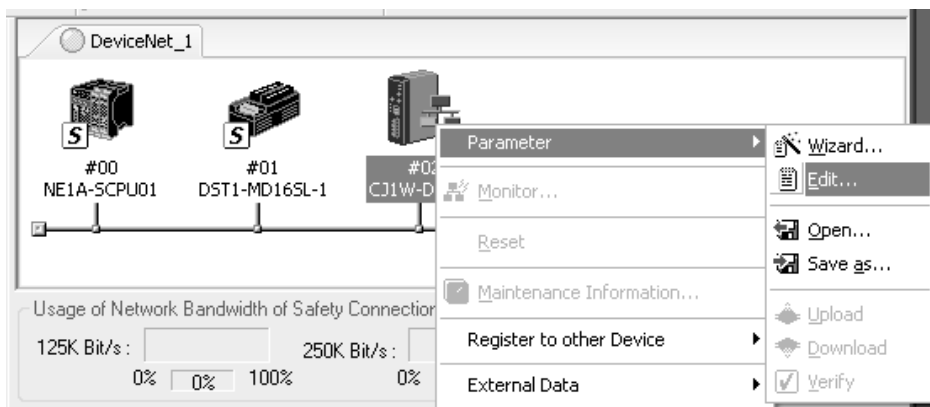 DeviceNet_1
S
S
#00
#01
#02
NE1A-SCPU01
DST1-MD16SL-1
CJ1W-D
Parameter
Monitor...
Reset
Maintenance Information...
Register to other Device
External Data
Wizard...
Edit...
Open...
Save as...
Upload
Download
Verify
Usage of Network Bandwidth of Safety Connection
125K Bit/s :
250K Bit/s :
0%
0%
100%
0%